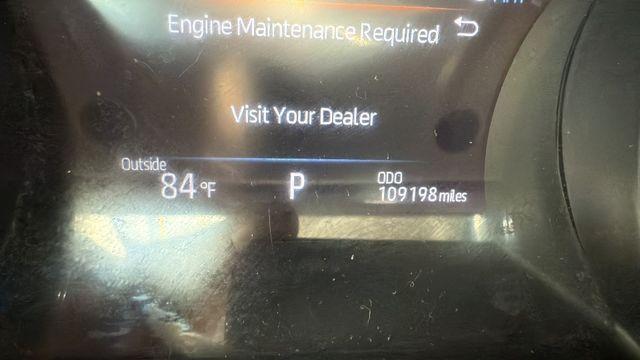 Engine Maintenance Required
Visit Your Dealer
Outside
84°F
P
ODO
109198 miles